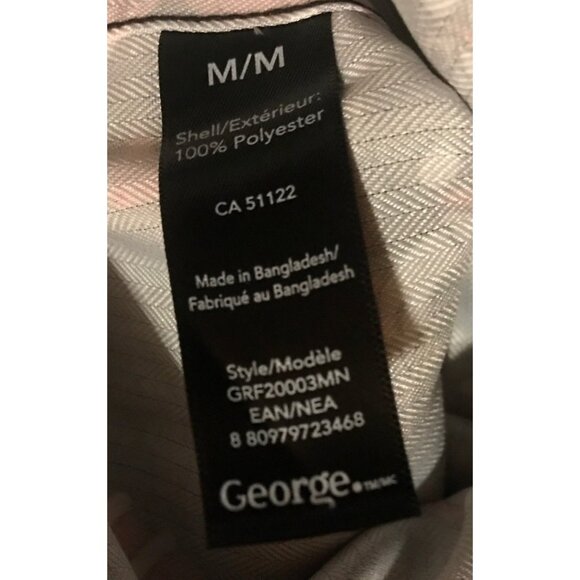 M/M
Shell/Extérieur:
100% Polyester
CA 51122
Made in Bangladesh/
Fabriqué au Bangladesh
Style/Modèle
GRF20003MN
EAN/NEA
8 80979723468
George.TM/MC